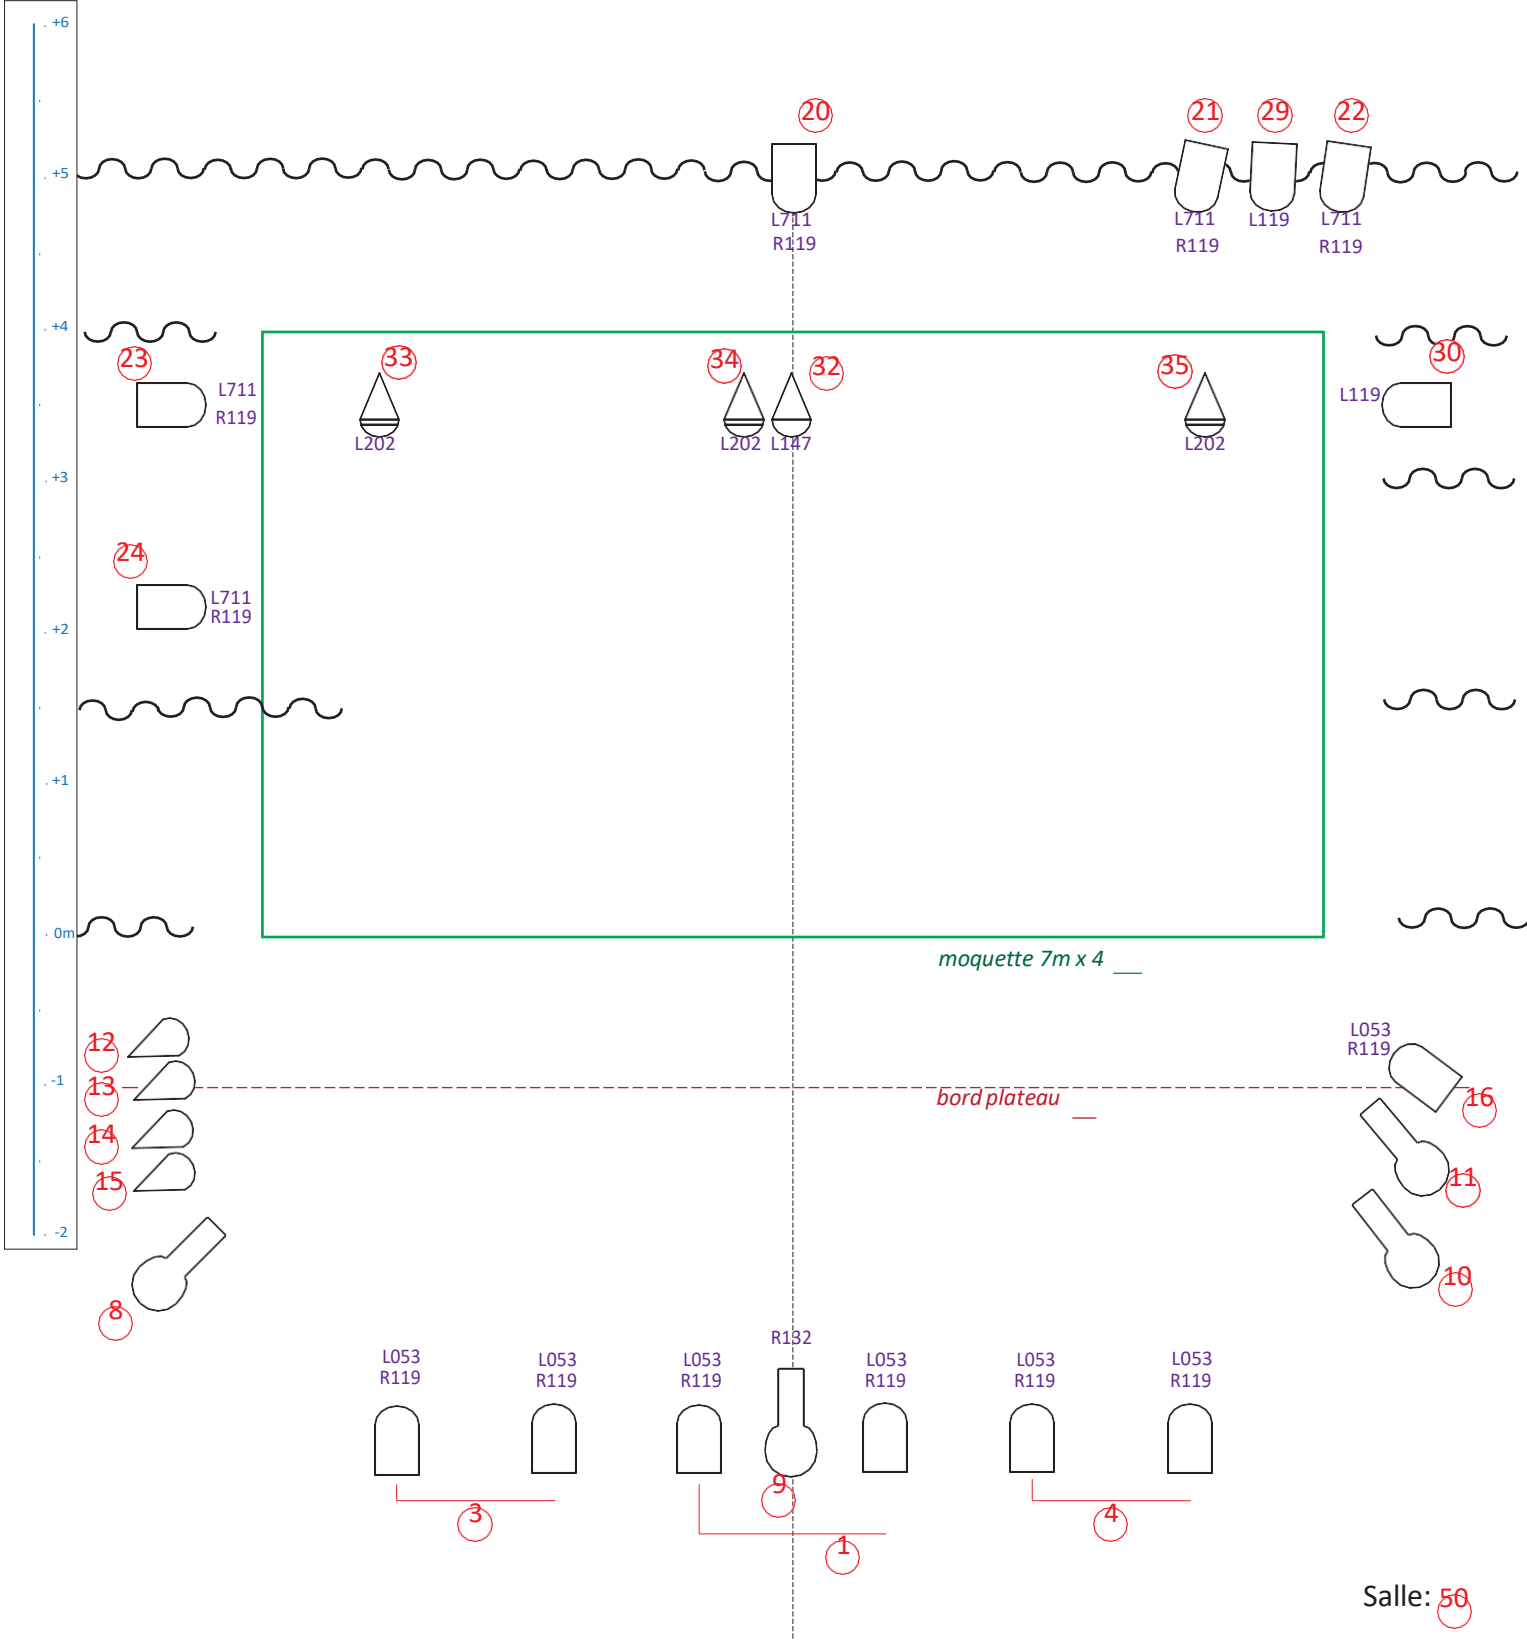 +6
20
21
29
22
+5
L711
R119
L711
R119
L119
L711
R119
+4
23
33
34
32
35
30
L711
R119
L119
L202
L202
L147
L202
+3
24
L711
R119
+2
+1
0m
moquette 7m x 4
12
L053
R119
-1
13
bord plateau
16
14
15
11
-2
8
10
R132
L053
R119
L053
R119
L053
R119
L053
R119
L053
R119
L053
R119
3
9
4
1
Salle: 50